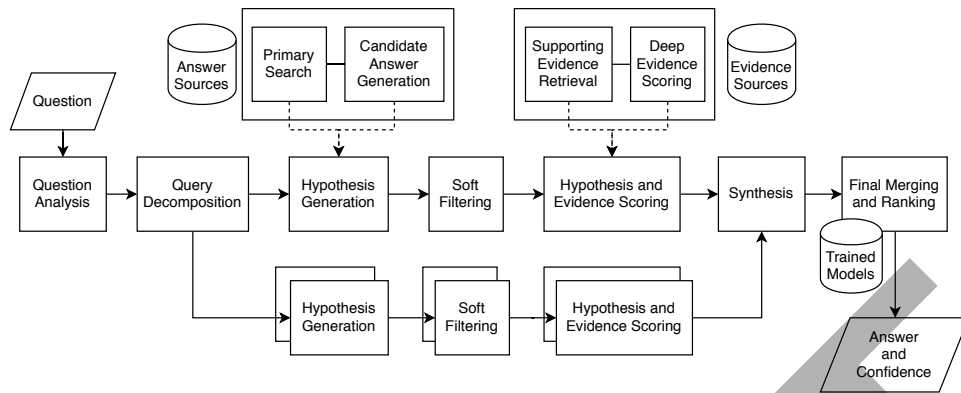 Answer
Sources
Primary
Search
Candidate
Answer
Generation
Supporting
Evidence
Retrieval
Deep
Evidence
Scoring
Evidence
Sources
Question
Question
Analysis
Query
Decomposition
Hypothesis
Generation
Soft
Filtering
Hypothesis and
Evidence Scoring
Synthesis
Final Merging
and Ranking
Trained
Models
Hypothesis
Generation
Soft
Filtering
Hypothesis and
Evidence Scoring
Answer
and
Confidence